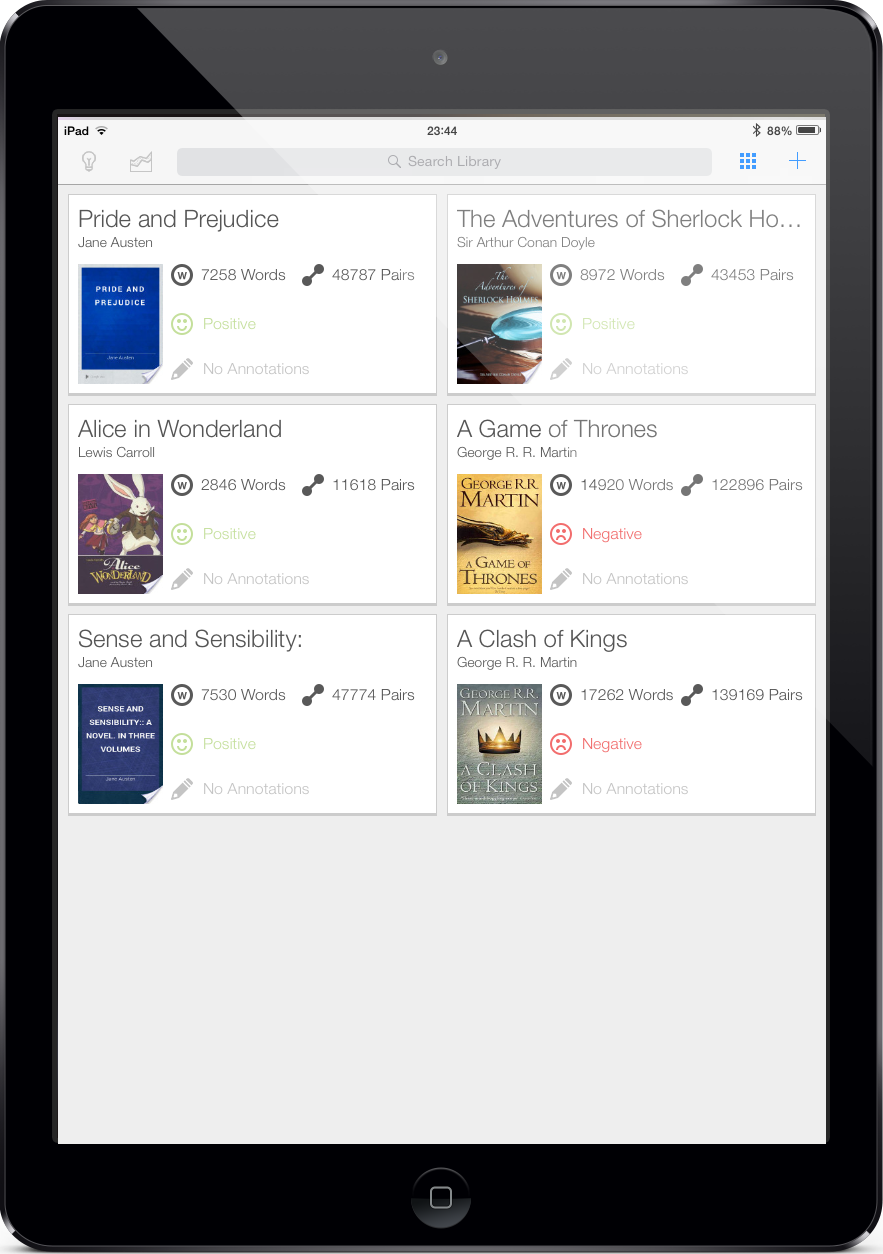 iPad 23:44 88%
Search Library
Pride and Prejudice
Jane Austen
PRIDE AND
PREJUDICE
Jane Austen
W 7258 Words 48787 Pairs
Positive
No Annotations
The Adventures of Sherlock Ho...
Sir Arthur Conan Doyle
The
Adventures of
SHERLOCK HOLMES
W 8972 Words 43453 Pairs
Positive
No Annotations
Alice in Wonderland
Lewis Carroll
Alice
WONDERLAND
W 2846 Words 11618 Pairs
Positive
No Annotations
A Game of Thrones
George R. R. Martin
GEORGE R.R.
MARTIN
A GAME OF
THRONES
W 14920 Words 122896 Pairs
Negative
No Annotations
Sense and Sensibility:
Jane Austen
SENSE AND
SENSIBILITY:: A
NOVEL. IN THREE
VOLUMES
Jane Austen
W 7530 Words 47774 Pairs
Positive
No Annotations
A Clash of Kings
George R. R. Martin
GEORGE R.R.
MARTIN
A CLASH
OF KINGS
W 17262 Words 139169 Pairs
Negative
No Annotations